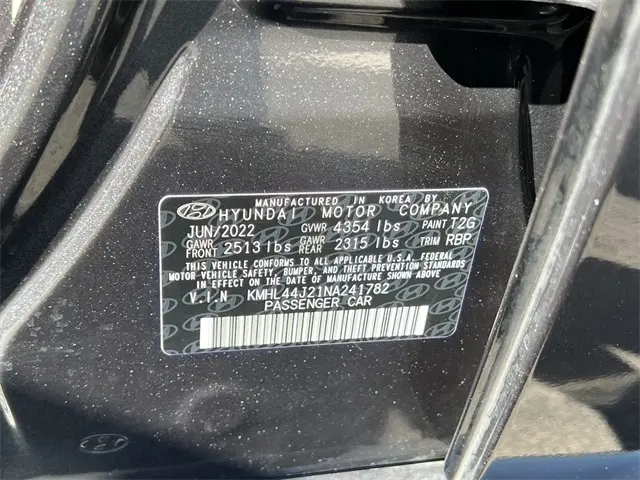 MANUFACTURED IN KOREA BY
HYUNDAI MOTOR COMPANY
JUN/2022 GVWR 4354 lbs PAINT T2G
GAWR FRONT 2513 lbs GAWR REAR 2315 lbs TRIM RBP
THIS VEHICLE CONFORMS TO ALL APPLICABLE U.S.A. FEDERAL
MOTOR VEHICLE SAFETY, BUMPER, AND THEFT PREVENTION STANDARDS
IN EFFECT ON THE DATE OF MANUFACTURE SHOWN ABOVE.
V.I.N KMHL44J21NA241782
PASSENGER CAR